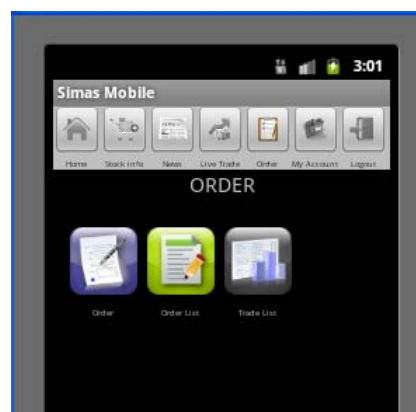 3:01
Simas Mobile
Home Stock Info News Live Trade Order My Account Logout
ORDER
Order Order List Trade List